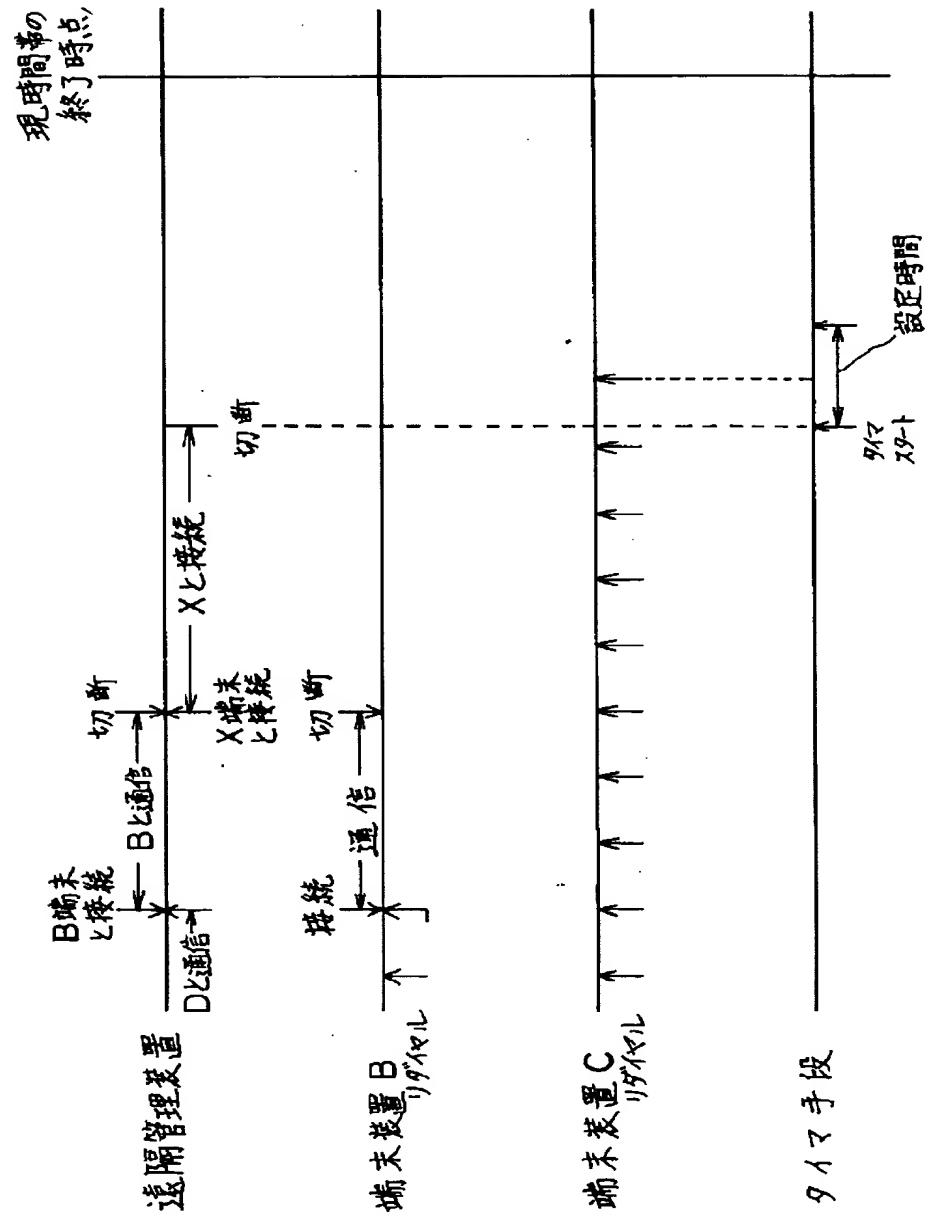 現時間帯の
終了時点
B端末
と接続
切断
Bと通信
遠隔管理装置
Dと通信
X端末
と接続
Xと接続
切断
接続
切断
通信
端末装置B
リダイヤル
端末装置C
リダイヤル
タイマ手段
タイマ
スタート
設定時間